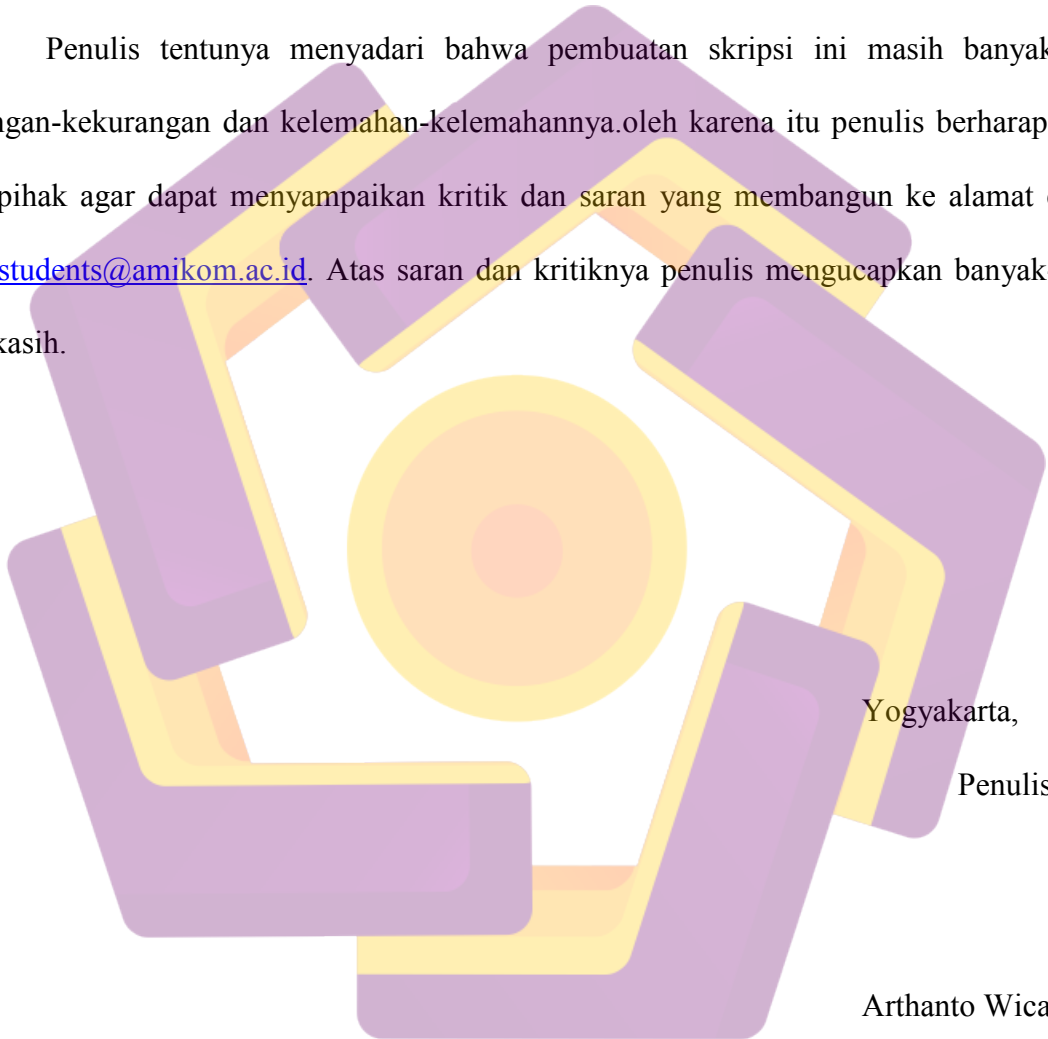 Penulis tentunya menyadari bahwa pembuatan skripsi ini masih banyak
ngan-kekurangan dan kelemahan-kelemahannya.oleh karena itu penulis berharap
pihak agar dapat menyampaikan kritik dan saran yang membangun ke alamat
students@amikom.ac.id. Atas saran dan kritiknya penulis mengucapkan banyak
kasih.
Yogyakarta,
Penulis
Arthanto Wica